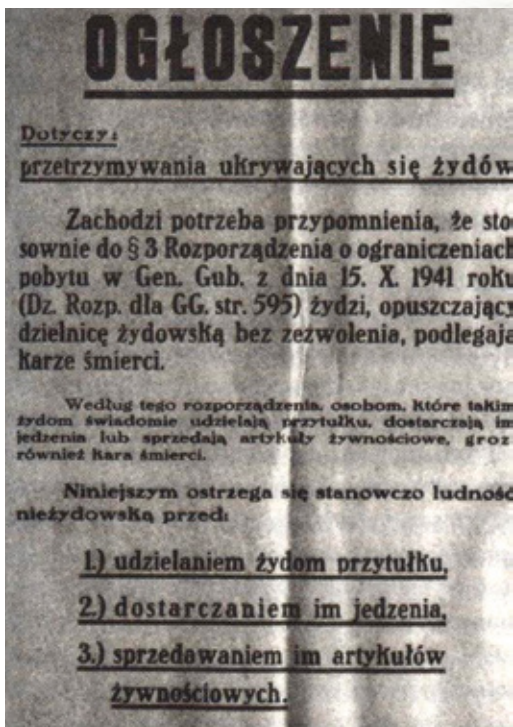 OGŁOSZENIE
Dotyczy:
przetrzymywania ukrywających się żydów
Zachodzi potrzeba przypomnienia, że sto-
sownie do § 3 Rozporządzenia o ograniczeniach
pobytu w Gen. Gub. z dnia 15. X. 1941 roku
(Dz. Rozp. dla GG. str. 595) żydzi, opuszczający
dzielnicę żydowską bez zezwolenia, podlegają
karze śmierci.
Według tego rozporządzenia, osobom, które takim
żydom świadomie udzielają przytułku, dostarczają im
jedzenia lub sprzedają artykuły żywnościowe, grozi
również kara śmierci.
Niniejszym ostrzega się stanowczo ludność
nieżydowską przed:
1.) udzielaniem żydom przytułku,
2.) dostarczaniem im jedzenia,
3.) sprzedawaniem im artykułów
żywnościowych.